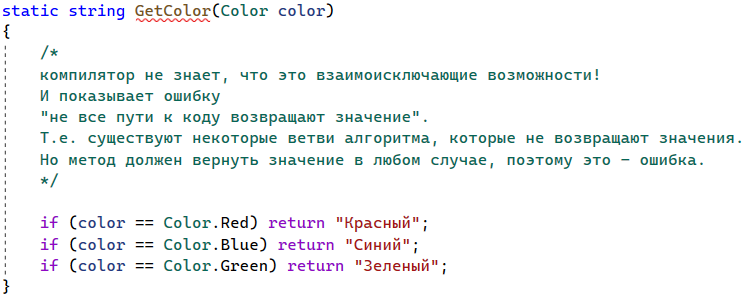 static string GetColor(Color color)
{
/*
компилятор не знает, что это взаимоисключающие возможности!
И показывает ошибку
"не все пути к коду возвращают значение".
Т.е. существуют некоторые ветви алгоритма, которые не возвращают значения.
Но метод должен вернуть значение в любом случае, поэтому это - ошибка.
*/
if (color == Color.Red) return "Красный";
if (color == Color.Blue) return "Синий";
if (color == Color.Green) return "Зеленый";
}